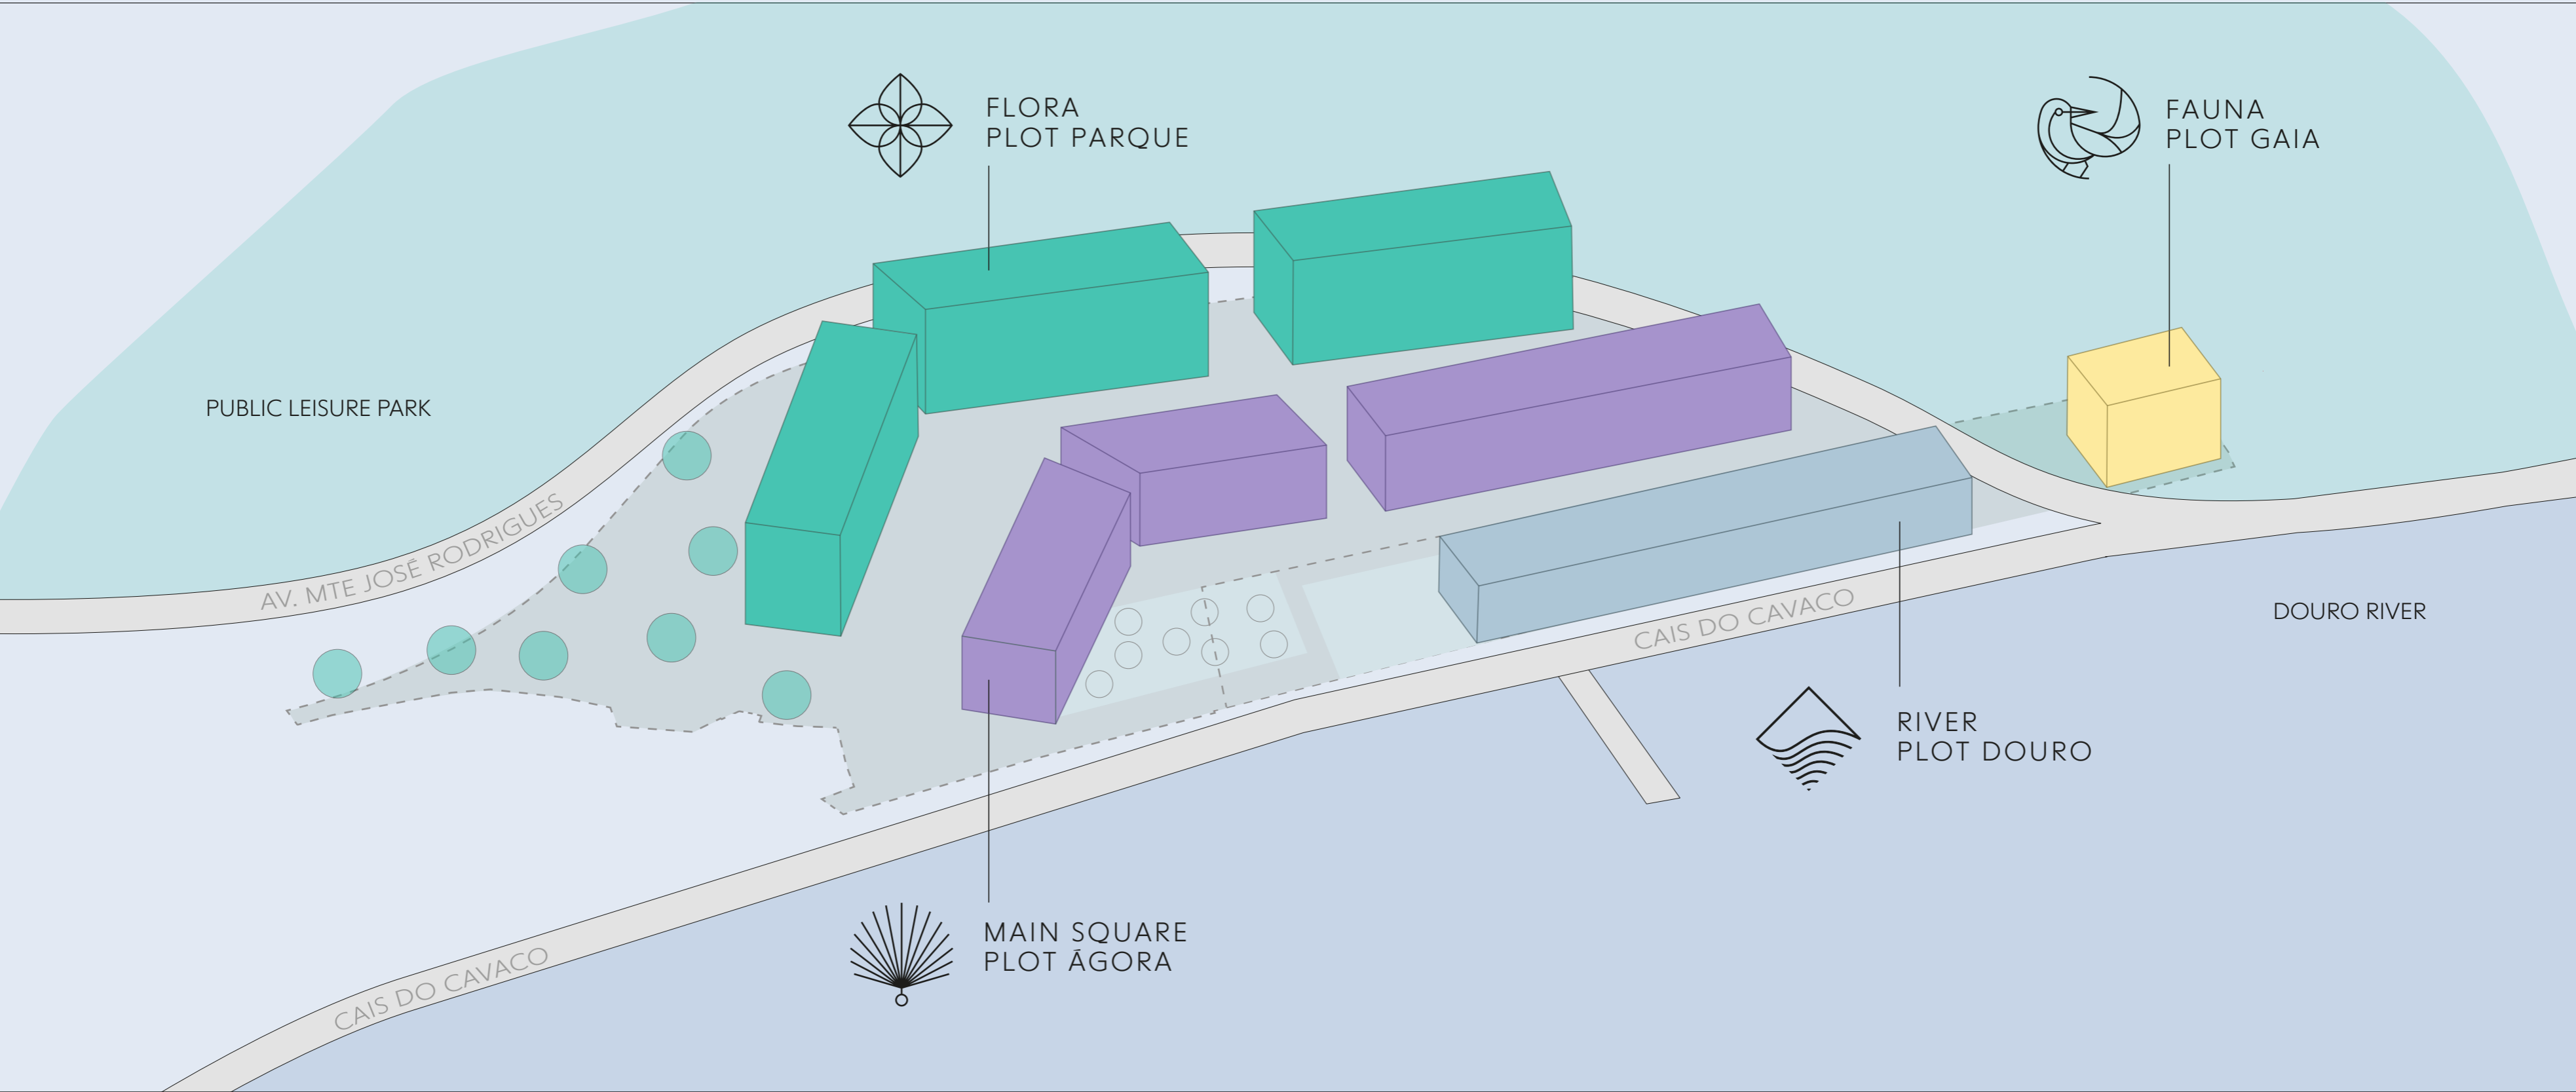 FLORA
PLOT PARQUE
FAUNA
PLOT GAIA
PUBLIC LEISURE PARK
AV. MTE JOSÉ RODRIGUES
CAIS DO CAVACO
DOURO RIVER
RIVER
PLOT DOURO
MAIN SQUARE
PLOT ÁGORA
CAIS DO CAVACO